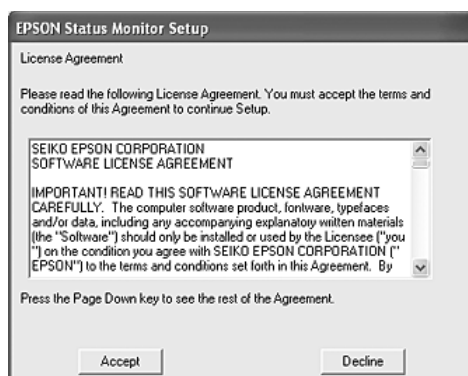 EPSON Status Monitor Setup
License Agreement
Please read the following License Agreement. You must accept the terms and
conditions of this Agreement to continue Setup.
SEIKO EPSON CORPORATION
SOFTWARE LICENSE AGREEMENT
IMPORTANT! READ THIS SOFTWARE LICENSE AGREEMENT
CAREFULLY. The computer software product, fontware, typefaces
and/or data, including any accompanying explanatory written materials
(the "Software") should only be installed or used by the Licensee ("you
") on the condition you agree with SEIKO EPSON CORPORATION ("
EPSON") to the terms and conditions set forth in this Agreement. By
Press the Page Down key to see the rest of the Agreement.
Accept
Decline